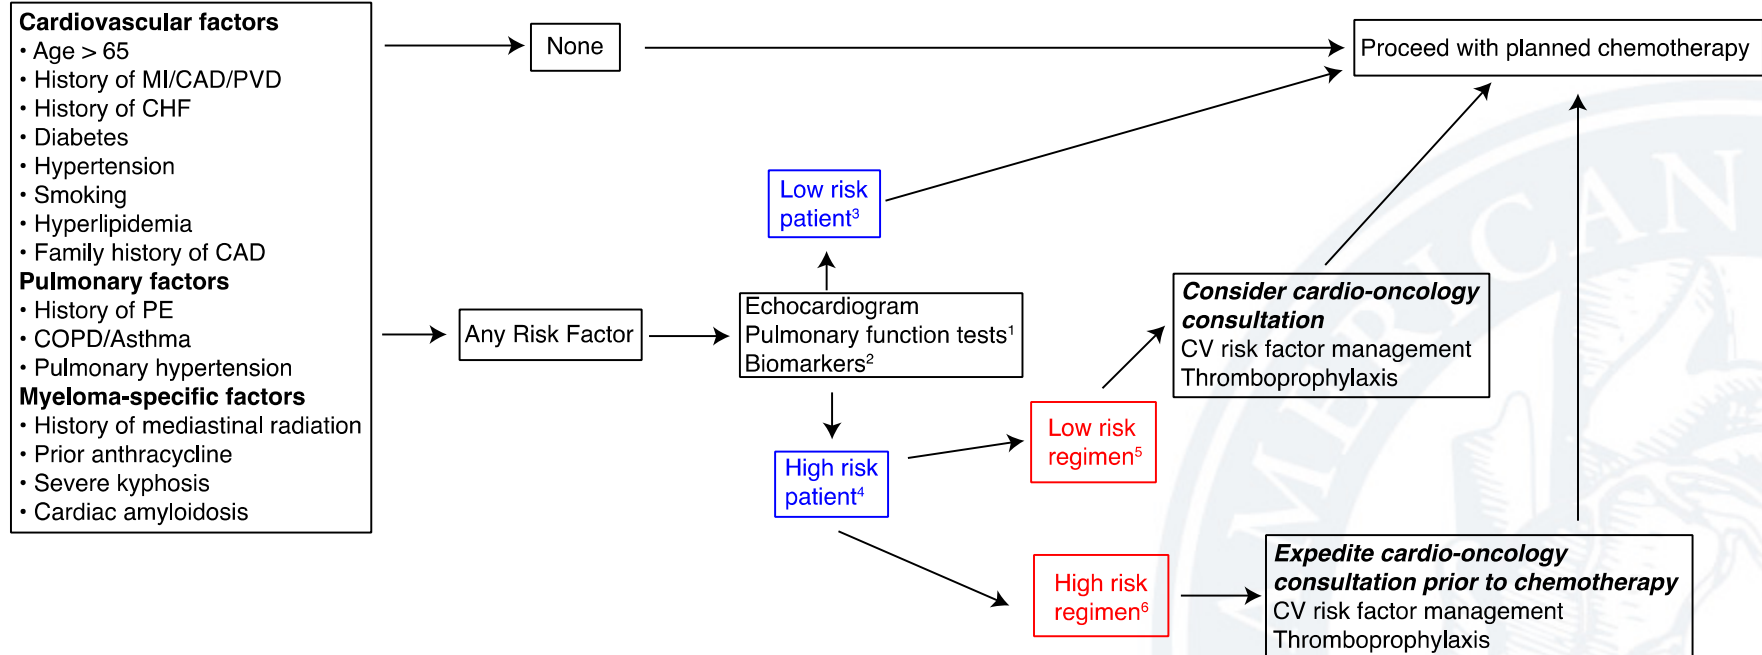 Cardiovascular factors
• Age > 65
• History of MI/CAD/PVD
• History of CHF
• Diabetes
• Hypertension
• Smoking
• Hyperlipidemia
• Family history of CAD
Pulmonary factors
• History of PE
• COPD/Asthma
• Pulmonary hypertension
Myeloma-specific factors
• History of mediastinal radiation
• Prior anthracycline
• Severe kyphosis
• Cardiac amyloidosis
None
Proceed with planned chemotherapy
Any Risk Factor
Low risk
patient³
Echocardiogram
Pulmonary function tests¹
Biomarkers²
High risk
patient⁴
Low risk
regimen⁵
Consider cardio-oncology
consultation
CV risk factor management
Thromboprophylaxis
High risk
regimen⁶
Expedite cardio-oncology
consultation prior to chemotherapy
CV risk factor management
Thromboprophylaxis
MERICAN